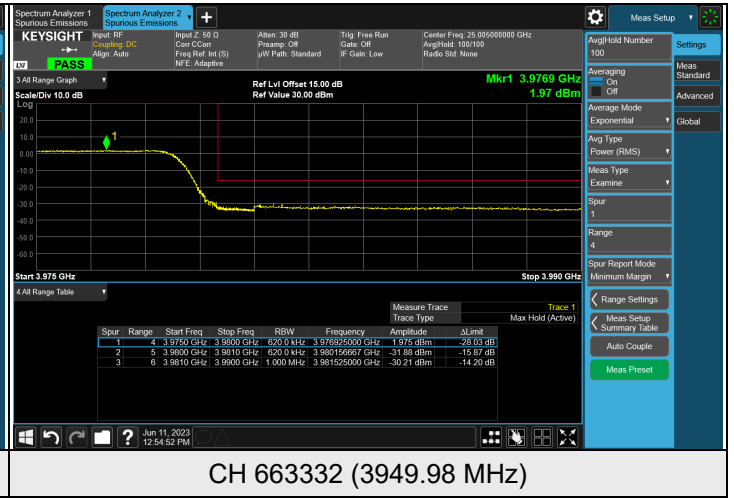 Spectrum Analyzer 1
Spurious Emissions
Spectrum Analyzer 2
Spurious Emissions
+
Meas Setup
KEYSIGHT
LXI
PASS
Input: RF
Coupling: DC
Align: Auto
Input Z: 50 Ω
Corr CCorr
Freq Ref: Int (S)
NFE: Adaptive
Atten: 30 dB
Preamp: Off
µW Path: Standard
Trig: Free Run
Gate: Off
IF Gain: Low
Center Freq: 25.005000000 GHz
Avg|Hold: 100/100
Radio Std: None
3 All Range Graph
Scale/Div 10.0 dB
Ref Lvl Offset 15.00 dB
Ref Value 30.00 dBm
Mkr1 3.9769 GHz
1.97 dBm
Log
20.0
10.0
0.00
-10.0
-20.0
-30.0
-40.0
-50.0
-60.0
1
Start 3.975 GHz
Stop 3.990 GHz
4 All Range Table
Measure Trace Trace 1
Trace Type Max Hold (Active)
Spur Range Start Freq Stop Freq RBW Frequency Amplitude ΔLimit
1 4 3.9750 GHz 3.9800 GHz 620.0 kHz 3.976925000 GHz 1.975 dBm -28.03 dB
2 5 3.9800 GHz 3.9810 GHz 620.0 kHz 3.980156667 GHz -31.88 dBm -15.87 dB
3 6 3.9810 GHz 3.9900 GHz 1.000 MHz 3.981525000 GHz -30.21 dBm -14.20 dB
Avg|Hold Number
100
Averaging
On
Off
Average Mode
Exponential
Avg Type
Power (RMS)
Meas Type
Examine
Spur
1
Range
4
Spur Report Mode
Minimum Margin
Range Settings
Meas Setup
Summary Table
Auto Couple
Meas Preset
Settings
Meas
Standard
Advanced
Global
?
Jun 11, 2023
12:54:52 PM
CH 663332 (3949.98 MHz)